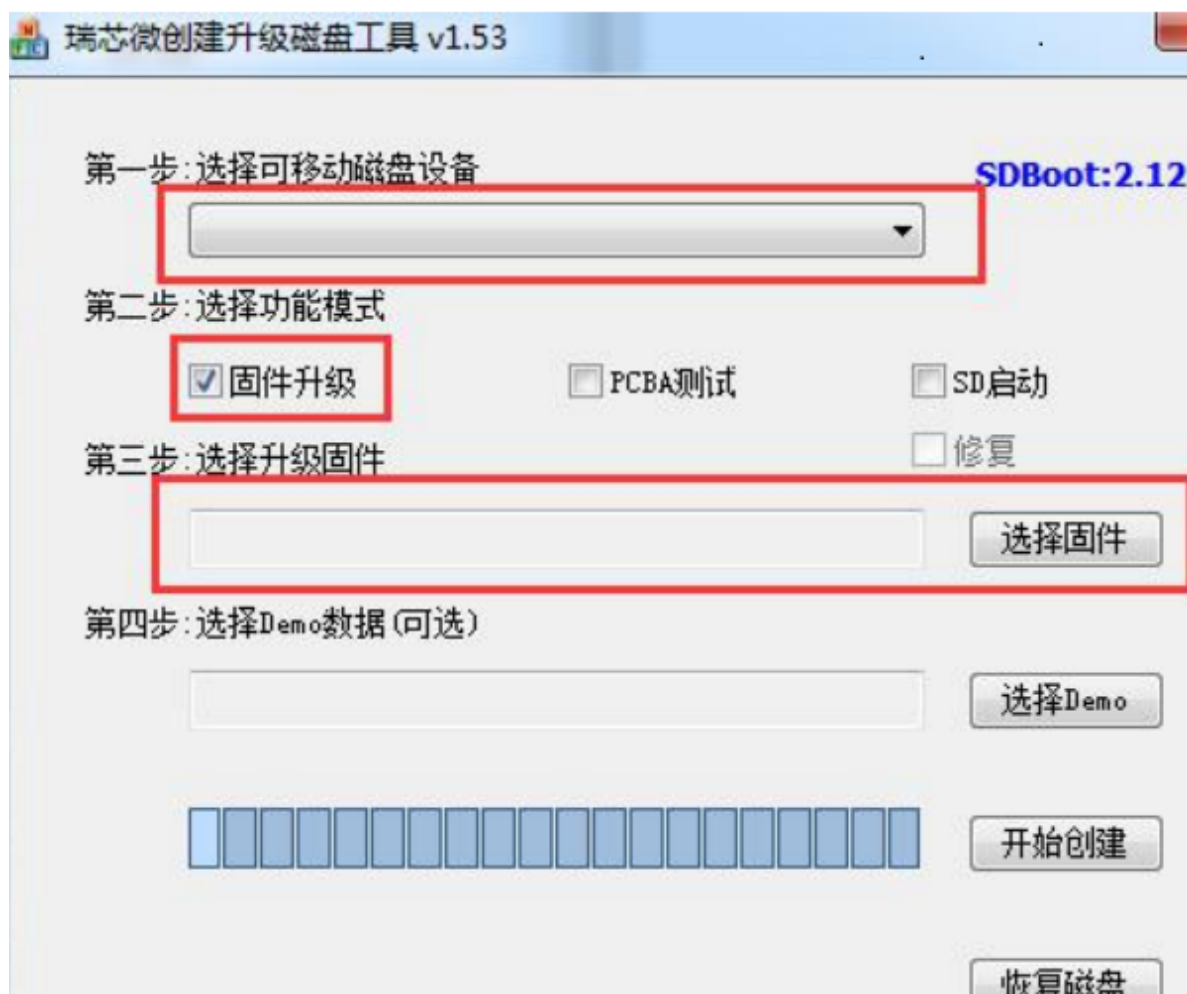 瑞芯微创建升级磁盘工具 v1.53
第一步:选择可移动磁盘设备
SDBoot:2.12
第二步:选择功能模式
固件升级 PCBA测试 SD启动
第三步:选择升级固件 修复
选择固件
第四步:选择Demo数据(可选)
选择Demo
开始创建
恢复磁盘